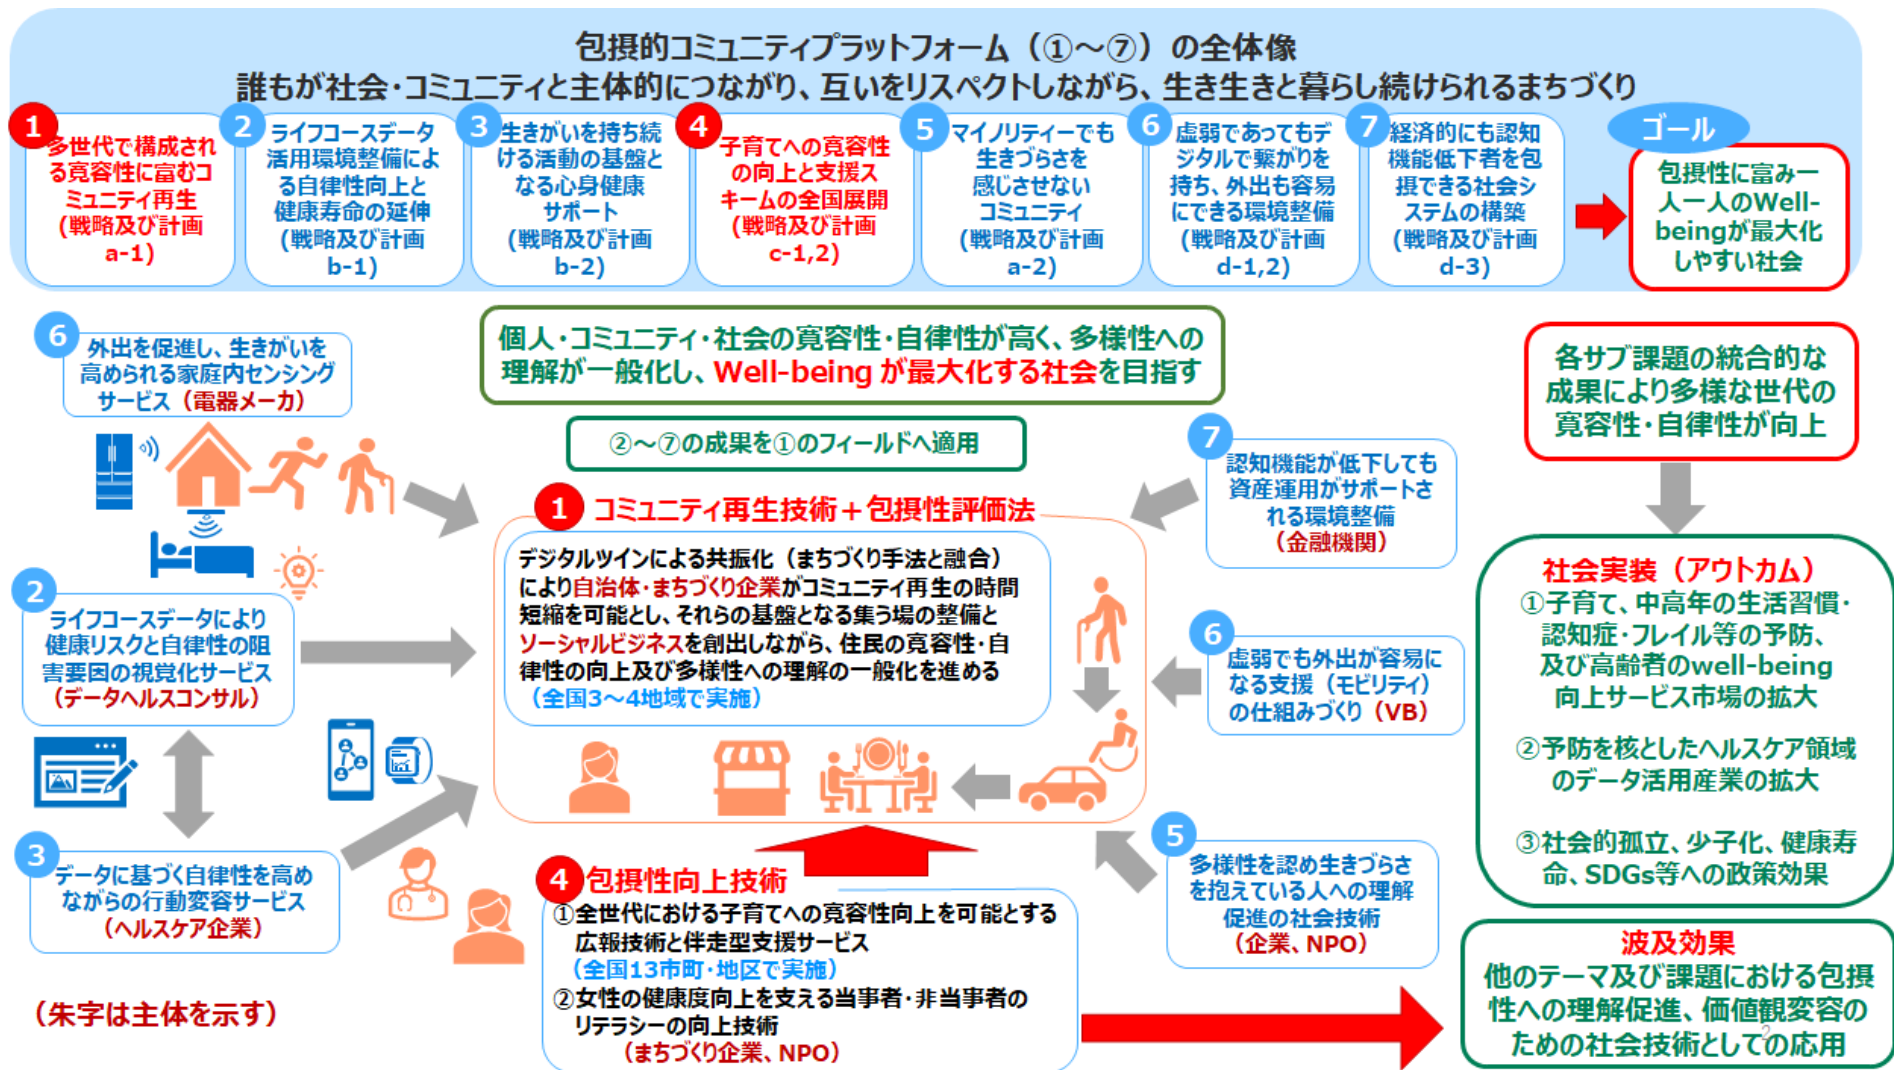 包摂的コミュニティプラットフォーム（①～⑦）の全体像
誰もが社会・コミュニティと主体的につながり、互いをリスペクトしながら、生き生きと暮らし続けられるまちづくり
1
多世代で構成され
る寛容性に富むコ
ミュニティ再生
(戦略及び計画
a-1)
2
ライフコースデータ
活用環境整備によ
る自律性向上と
健康寿命の延伸
(戦略及び計画
b-1)
3
生きがいを持ち続
ける活動の基盤と
なる心身健康
サポート
(戦略及び計画
b-2)
4
子育てへの寛容性
の向上と支援ス
キームの全国展開
(戦略及び計画
c-1,2)
5
マイノリティーでも
生きづらさを
感じさせない
コミュニティ
(戦略及び計画
a-2)
6
虚弱であってもデ
ジタルで繋がりを
持ち、外出も容易
にできる環境整備
(戦略及び計画
d-1,2)
7
経済的にも認知
機能低下者を包
摂できる社会シ
ステムの構築
(戦略及び計画
d-3)
ゴール
包摂性に富み一
人一人のWell-
beingが最大化
しやすい社会
6
外出を促進し、生きがいを
高められる家庭内センシング
サービス（電器メーカ）
個人・コミュニティ・社会の寛容性・自律性が高く、多様性への
理解が一般化し、Well-being が最大化する社会を目指す
②～⑦の成果を①のフィールドへ適用
各サブ課題の統合的な
成果により多様な世代の
寛容性・自律性が向上
7
認知機能が低下しても
資産運用がサポートさ
れる環境整備
（金融機関）
1
コミュニティ再生技術＋包摂性評価法
デジタルツインによる共振化（まちづくり手法と融合）
により自治体・まちづくり企業がコミュニティ再生の時間
短縮を可能とし、それらの基盤となる集う場の整備と
ソーシャルビジネスを創出しながら、住民の寛容性・自
律性の向上及び多様性への理解の一般化を進める
（全国3～4地域で実施）
2
ライフコースデータにより
健康リスクと自律性の阻
害要因の視覚化サービス
（データヘルスコンサル）
6
虚弱でも外出が容易に
なる支援（モビリティ）
の仕組みづくり（VB）
社会実装（アウトカム）
①子育て、中高年の生活習慣・
認知症・フレイル等の予防、
及び高齢者のwell-being
向上サービス市場の拡大
②予防を核としたヘルスケア領域
のデータ活用産業の拡大
③社会的孤立、少子化、健康寿
命、SDGs等への政策効果
3
データに基づく自律性を高め
ながらの行動変容サービス
（ヘルスケア企業）
4
包摂性向上技術
①全世代における子育てへの寛容性向上を可能とする
広報技術と伴走型支援サービス
（全国13市町・地区で実施）
②女性の健康度向上を支える当事者・非当事者の
リテラシーの向上技術
（まちづくり企業、NPO）
5
多様性を認め生きづらさ
を抱えている人への理解
促進の社会技術
（企業、NPO）
波及効果
他のテーマ及び課題における包摂
性への理解促進、価値観変容の
ための社会技術としての応用
2
（朱字は主体を示す）